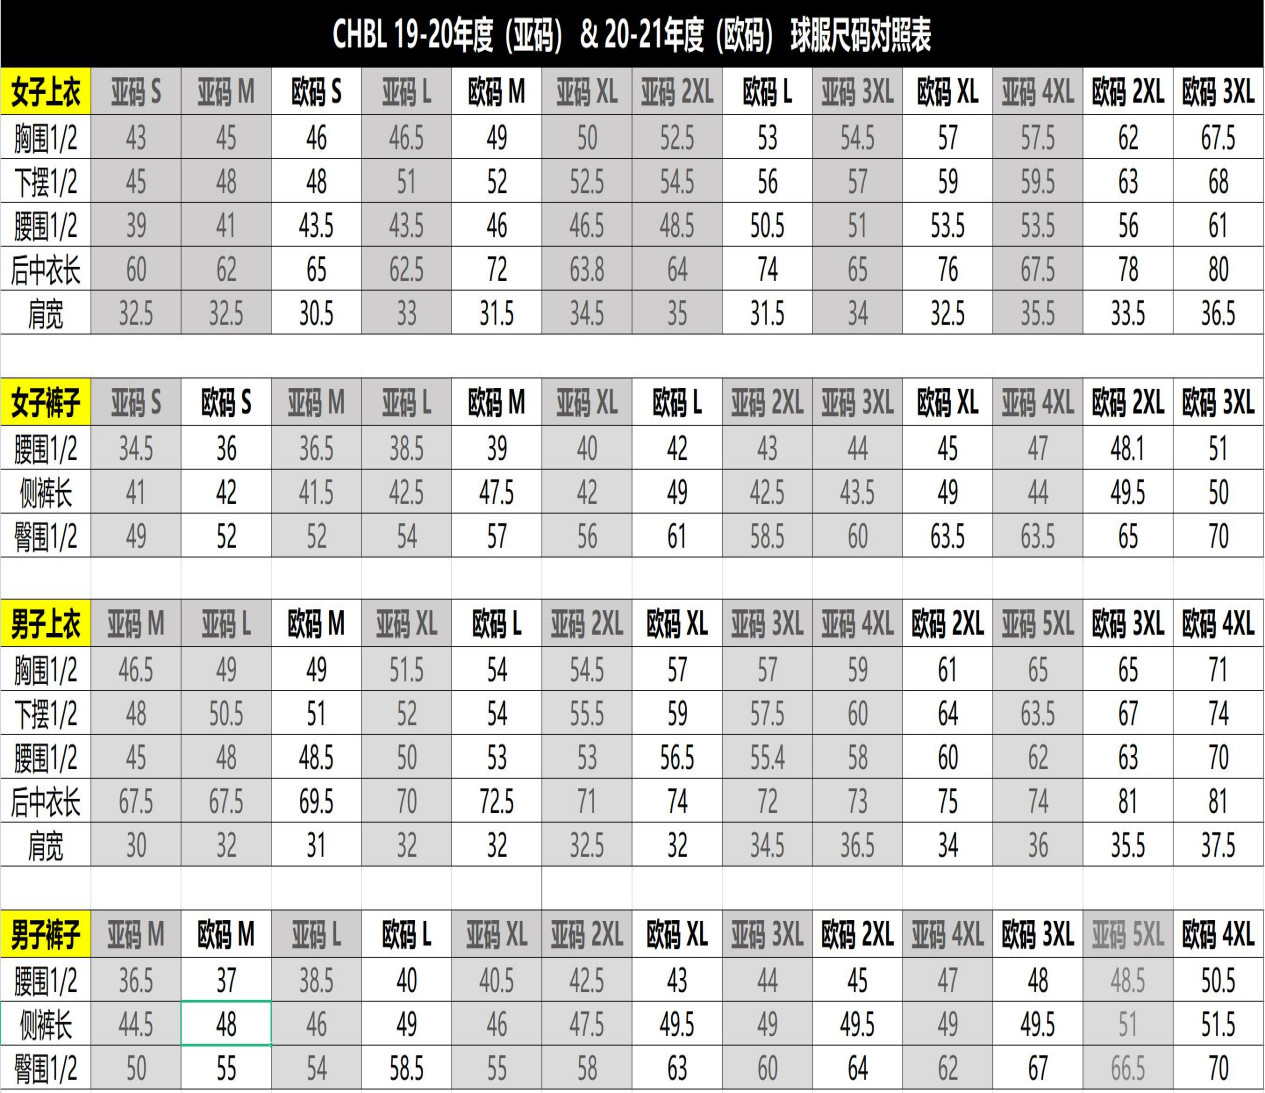 CHBL 19-20年度（亚码） & 20-21年度（欧码） 球服尺码对照表
女子上衣 亚码 S 亚码 M 欧码 S 亚码 L 欧码 M 亚码 XL 亚码 2XL 欧码 L 亚码 3XL 欧码 XL 亚码 4XL 欧码 2XL 欧码 3XL
胸围1/2 43 45 46 46.5 49 50 52.5 53 54.5 57 57.5 62 67.5
下摆1/2 45 48 48 51 52 52.5 54.5 56 57 59 59.5 63 68
腰围1/2 39 41 43.5 43.5 46 46.5 48.5 50.5 51 53.5 53.5 56 61
后中衣长 60 62 65 62.5 72 63.8 64 74 65 76 67.5 78 80
肩宽 32.5 32.5 30.5 33 31.5 34.5 35 31.5 34 32.5 35.5 33.5 36.5
女子裤子 亚码 S 欧码 S 亚码 M 亚码 L 欧码 M 亚码 XL 欧码 L 亚码 2XL 亚码 3XL 欧码 XL 亚码 4XL 欧码 2XL 欧码 3XL
腰围1/2 34.5 36 36.5 38.5 39 40 42 43 44 45 47 48.1 51
侧裤长 41 42 41.5 42.5 47.5 42 49 42.5 43.5 49 44 49.5 50
臀围1/2 49 52 52 54 57 56 61 58.5 60 63.5 63.5 65 70
男子上衣 亚码 M 亚码 L 欧码 M 亚码 XL 欧码 L 亚码 2XL 欧码 XL 亚码 3XL 亚码 4XL 欧码 2XL 亚码 5XL 欧码 3XL 欧码 4XL
胸围1/2 46.5 49 49 51.5 54 54.5 57 57 59 61 65 65 71
下摆1/2 48 50.5 51 52 54 55.5 59 57.5 60 64 63.5 67 74
腰围1/2 45 48 48.5 50 53 53 56.5 55.4 58 60 62 63 70
后中衣长 67.5 67.5 69.5 70 72.5 71 74 72 73 75 74 81 81
肩宽 30 32 31 32 32 32.5 32 34.5 36.5 34 36 35.5 37.5
男子裤子 亚码 M 欧码 M 亚码 L 欧码 L 亚码 XL 亚码 2XL 欧码 XL 亚码 3XL 欧码 2XL 亚码 4XL 欧码 3XL 亚码 5XL 欧码 4XL
腰围1/2 36.5 37 38.5 40 40.5 42.5 43 44 45 47 48 48.5 50.5
侧裤长 44.5 48 46 49 46 47.5 49.5 49 49.5 49 49.5 51 51.5
臀围1/2 50 55 54 58.5 55 58 63 60 64 62 67 66.5 70